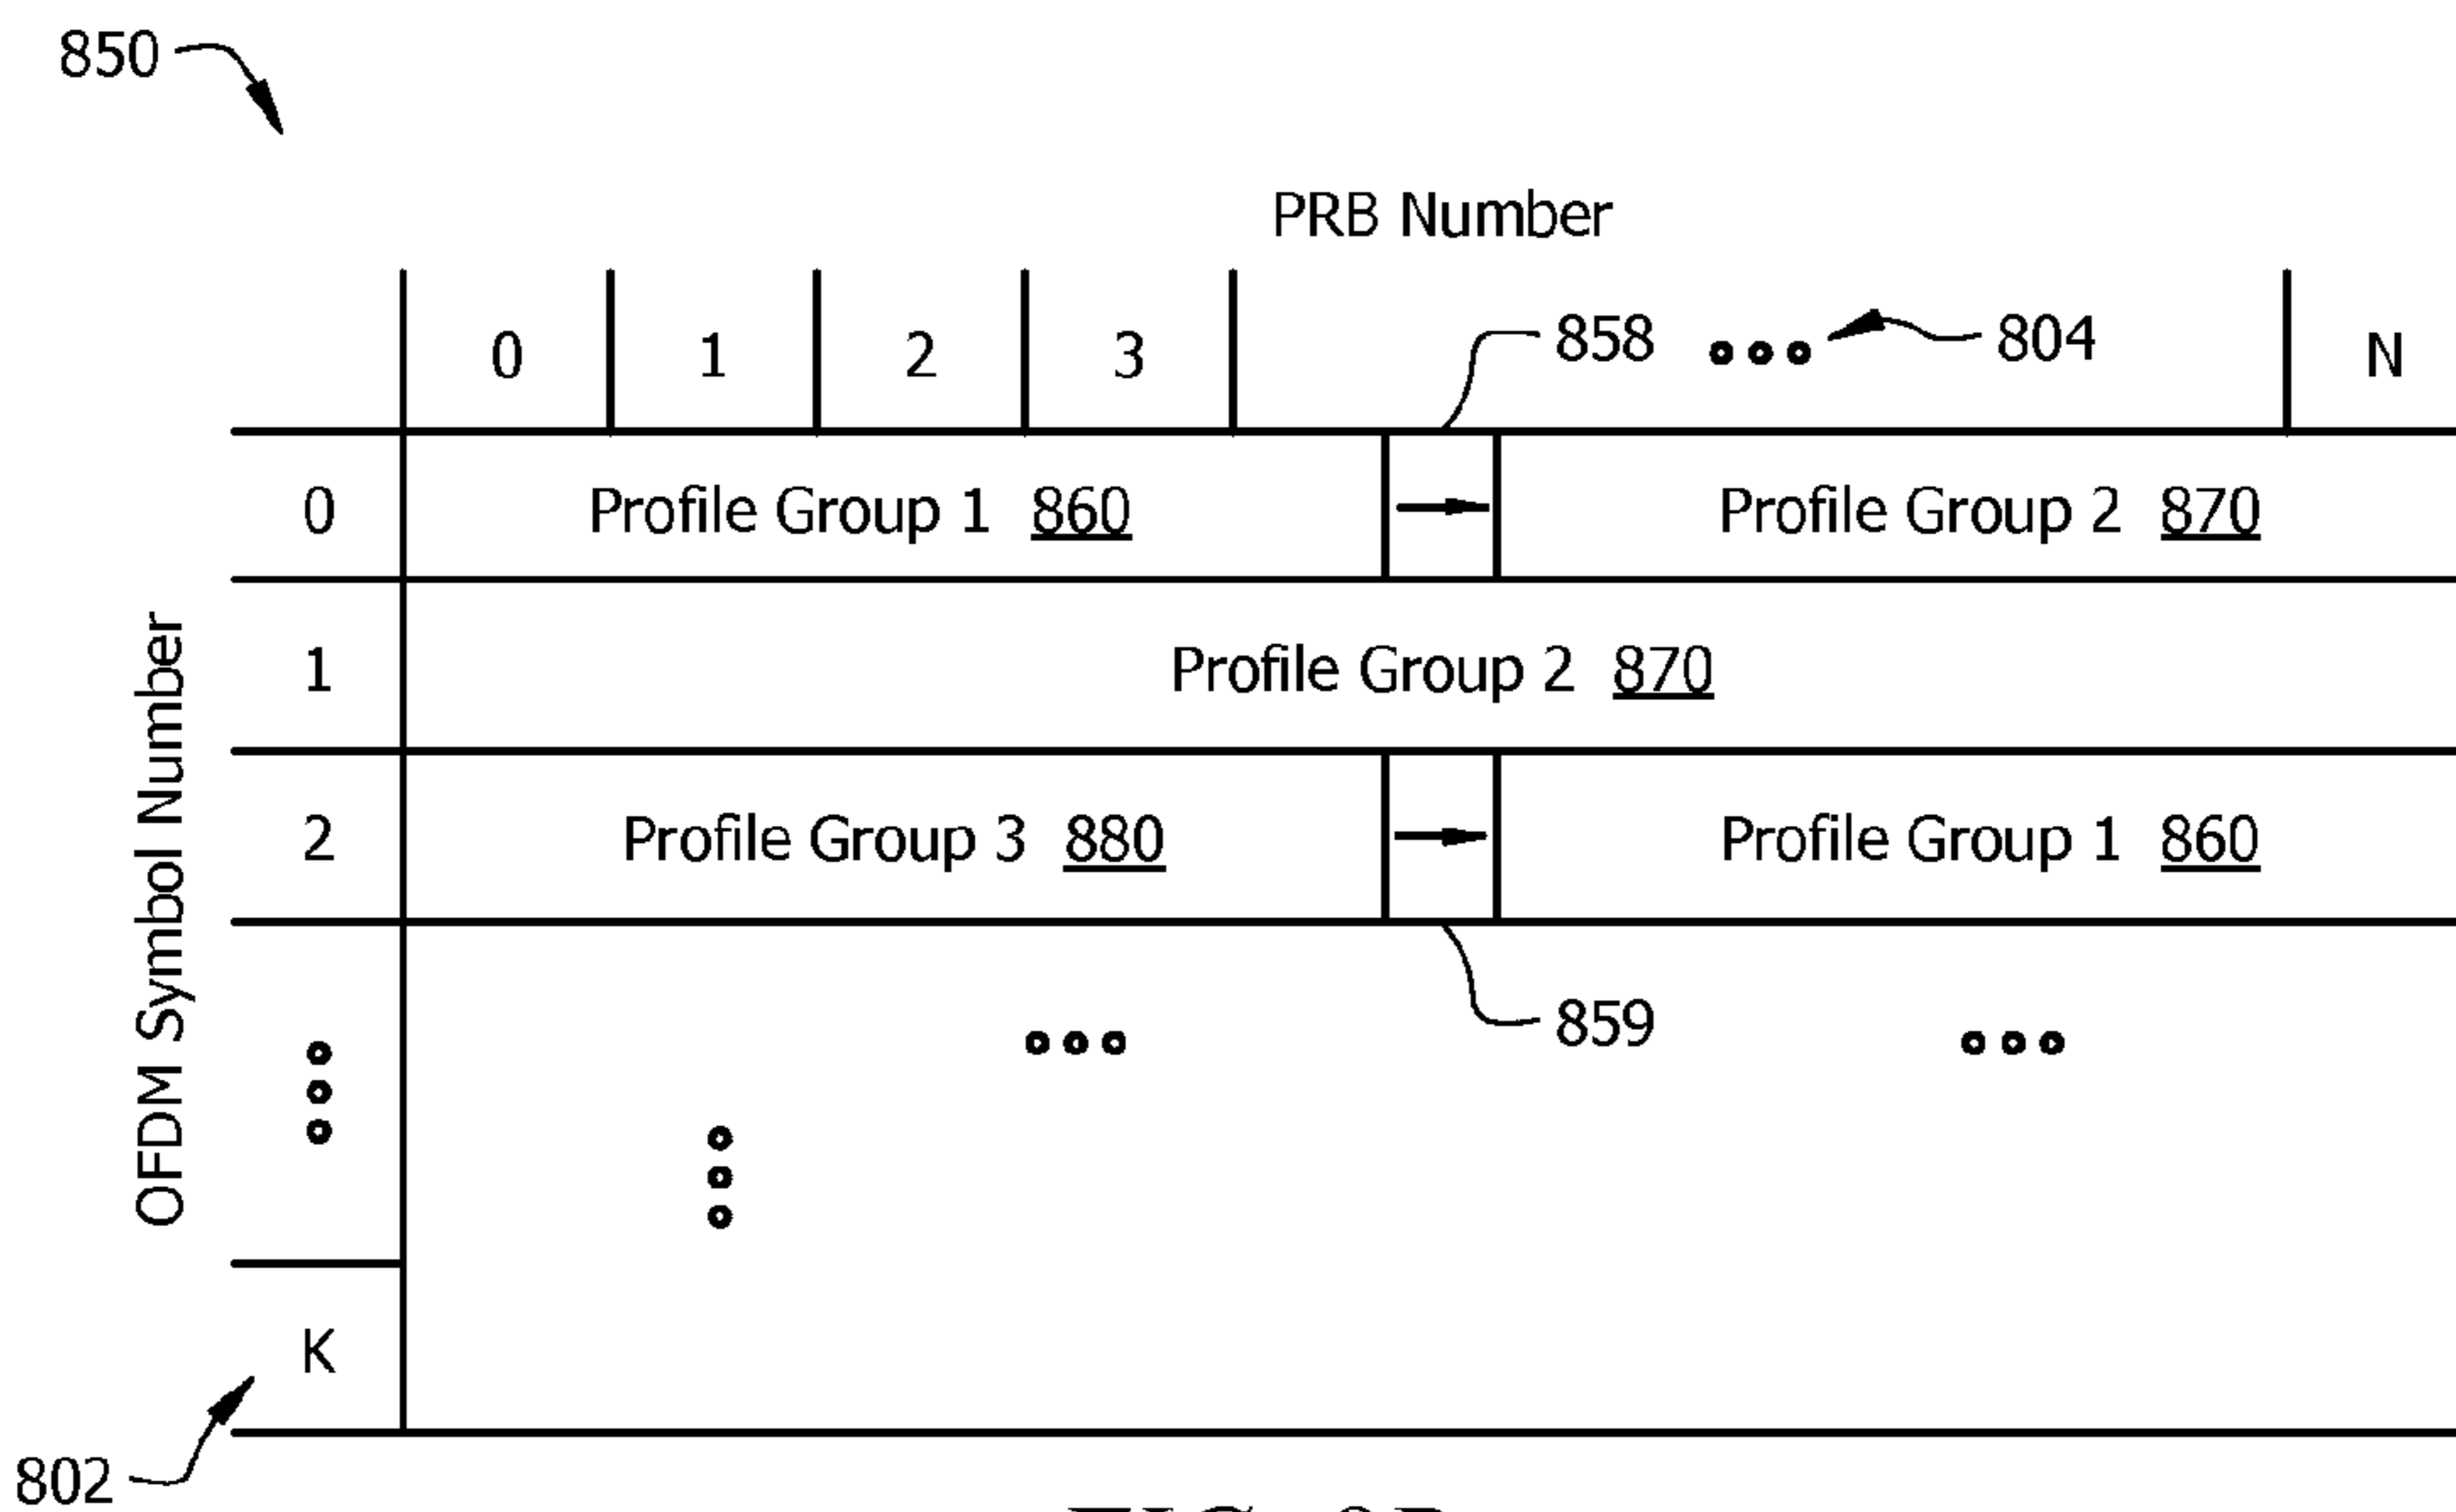 850
PRB Number
0 1 2 3 858 804 N
0 Profile Group 1 860 Profile Group 2 870
1 Profile Group 2 870
2 Profile Group 3 880 Profile Group 1 860
859
OFDM Symbol Number
K
802